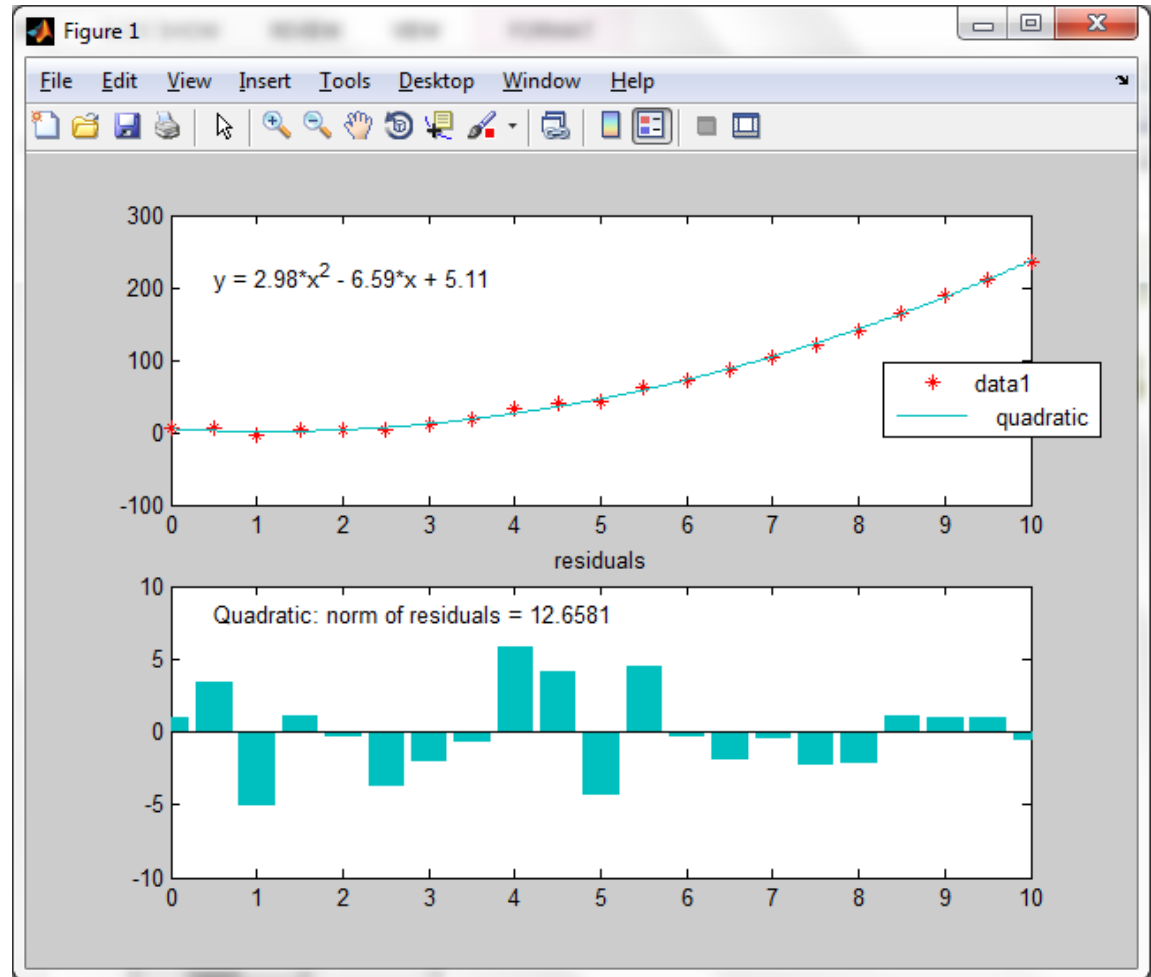 Figure 1
File Edit View Insert Tools Desktop Window Help
300
200
100
0
-100
y = 2.98*x² - 6.59*x + 5.11
data1
quadratic
0 1 2 3 4 5 6 7 8 9 10
residuals
10
5
0
-5
-10
Quadratic: norm of residuals = 12.6581
0 1 2 3 4 5 6 7 8 9 10